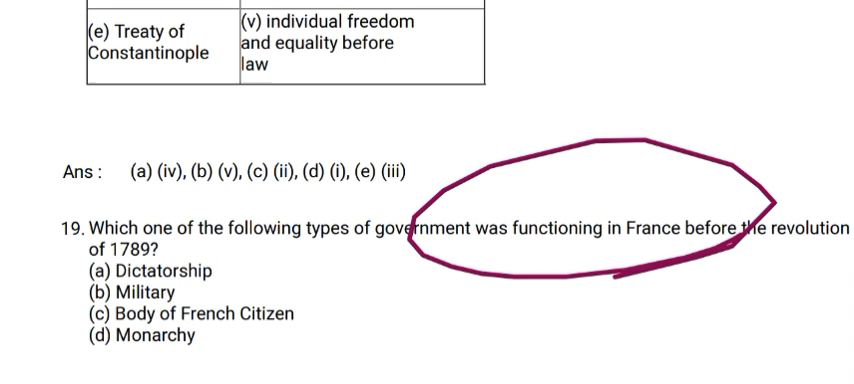 (e) Treaty of
Constantinople
(v) individual freedom
and equality before
law
Ans : (a) (iv), (b) (v), (c) (ii), (d) (i), (e) (iii)
19. Which one of the following types of government was functioning in France before the revolution
of 1789?
(a) Dictatorship
(b) Military
(c) Body of French Citizen
(d) Monarchy